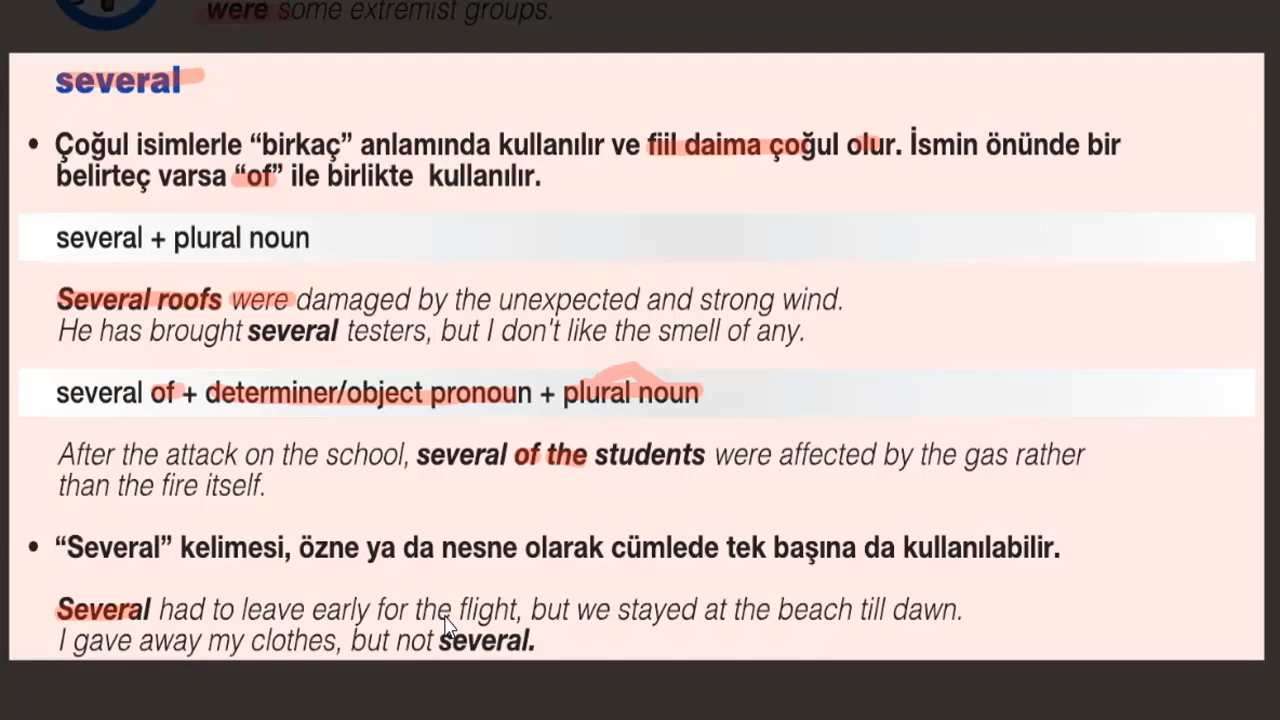 were some extremist groups.
several
• Çoğul isimlerle “birkaç” anlamında kullanılır ve fiil daima çoğul olur. İsmin önünde bir
belirteç varsa “of” ile birlikte kullanılır.
several + plural noun
Several roofs were damaged by the unexpected and strong wind.
He has brought several testers, but I don't like the smell of any.
several of + determiner/object pronoun + plural noun
After the attack on the school, several of the students were affected by the gas rather
than the fire itself.
• “Several” kelimesi, özne ya da nesne olarak cümlede tek başına da kullanılabilir.
Several had to leave early for the flight, but we stayed at the beach till dawn.
I gave away my clothes, but not several.